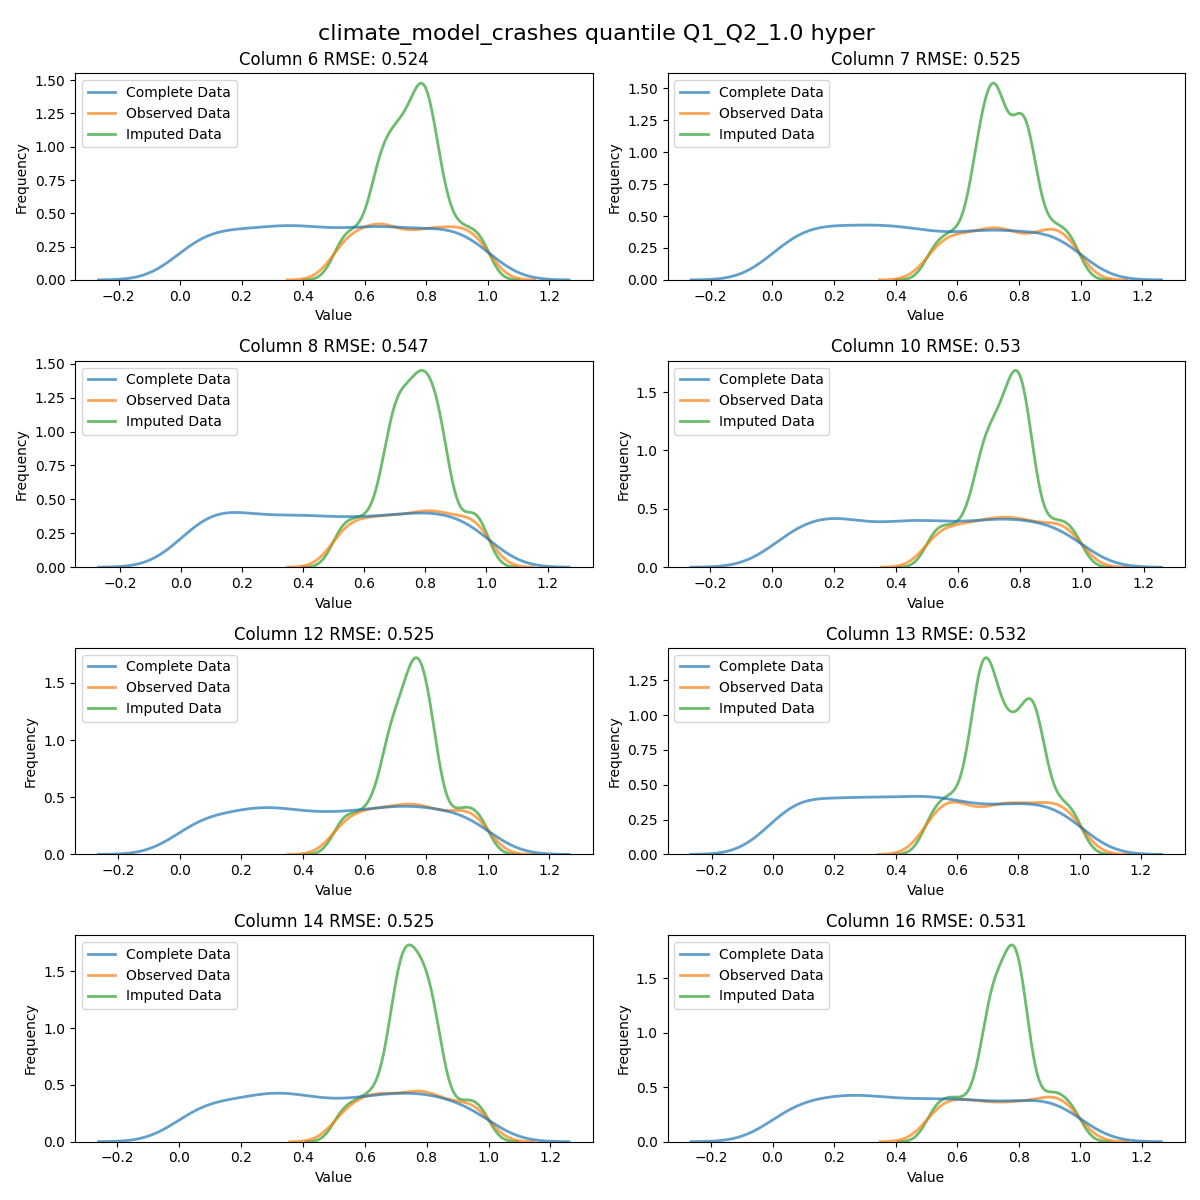 climate_model_crashes quantile Q1_Q2_1.0 hyper
Column 6 RMSE: 0.524
Frequency
1.50
1.25
1.00
0.75
0.50
0.25
0.00
Complete Data
Observed Data
Imputed Data
−0.2 0.0 0.2 0.4 0.6 0.8 1.0 1.2
Value
Column 7 RMSE: 0.525
Frequency
1.50
1.25
1.00
0.75
0.50
0.25
0.00
Complete Data
Observed Data
Imputed Data
−0.2 0.0 0.2 0.4 0.6 0.8 1.0 1.2
Value
Column 8 RMSE: 0.547
Frequency
1.50
1.25
1.00
0.75
0.50
0.25
0.00
Complete Data
Observed Data
Imputed Data
−0.2 0.0 0.2 0.4 0.6 0.8 1.0 1.2
Value
Column 10 RMSE: 0.53
Frequency
1.5
1.0
0.5
0.0
Complete Data
Observed Data
Imputed Data
−0.2 0.0 0.2 0.4 0.6 0.8 1.0 1.2
Value
Column 12 RMSE: 0.525
Frequency
1.5
1.0
0.5
0.0
Complete Data
Observed Data
Imputed Data
−0.2 0.0 0.2 0.4 0.6 0.8 1.0 1.2
Value
Column 13 RMSE: 0.532
Frequency
1.25
1.00
0.75
0.50
0.25
0.00
Complete Data
Observed Data
Imputed Data
−0.2 0.0 0.2 0.4 0.6 0.8 1.0 1.2
Value
Column 14 RMSE: 0.525
Frequency
1.5
1.0
0.5
0.0
Complete Data
Observed Data
Imputed Data
−0.2 0.0 0.2 0.4 0.6 0.8 1.0 1.2
Value
Column 16 RMSE: 0.531
Frequency
1.5
1.0
0.5
0.0
Complete Data
Observed Data
Imputed Data
−0.2 0.0 0.2 0.4 0.6 0.8 1.0 1.2
Value